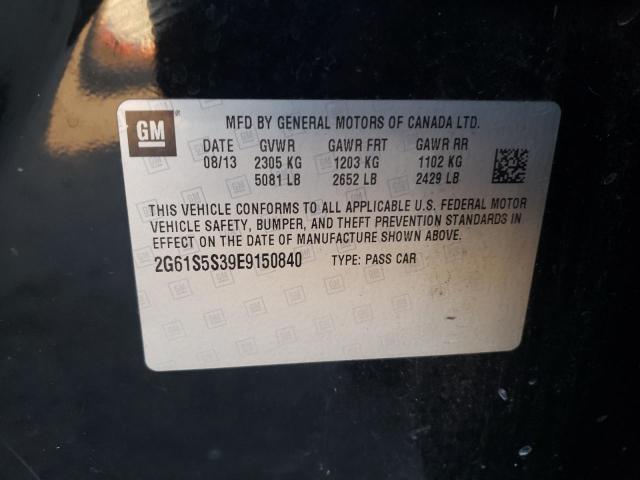 GM
MFD BY GENERAL MOTORS OF CANADA LTD.
DATE GVWR GAWR FRT GAWR RR
08/13 2305 KG 1203 KG 1102 KG
5081 LB 2652 LB 2429 LB
THIS VEHICLE CONFORMS TO ALL APPLICABLE U.S. FEDERAL MOTOR
VEHICLE SAFETY, BUMPER, AND THEFT PREVENTION STANDARDS IN
EFFECT ON THE DATE OF MANUFACTURE SHOWN ABOVE.
2G61S5S39E9150840 TYPE: PASS CAR